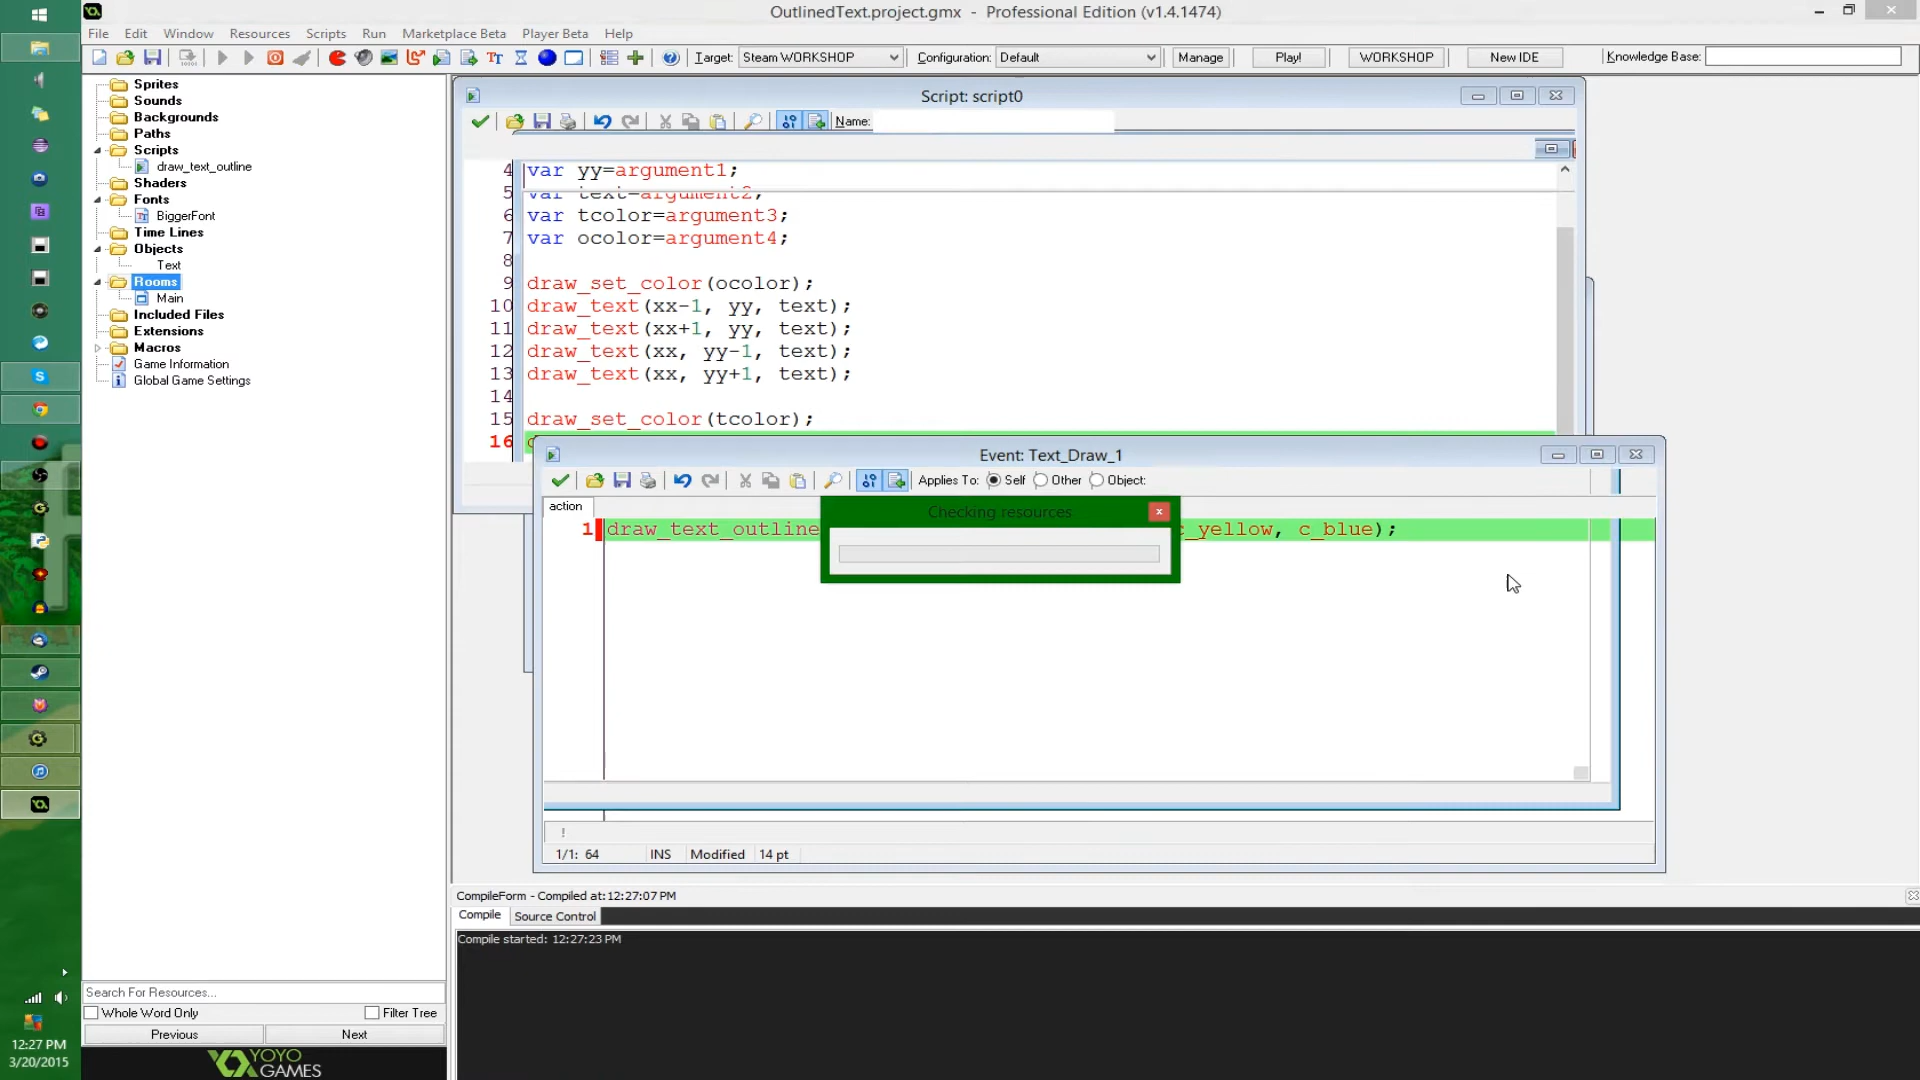 OutlinedText.project.gmx - Professional Edition (v1.4.1474)
File Edit Window Resources Scripts Run Marketplace Beta Player Beta Help
Target: Steam WORKSHOP Configuration: Default Manage Play! WORKSHOP New IDE Knowledge Base:
Sprites
Sounds
Backgrounds
Paths
Scripts
draw_text_outline
Shaders
Fonts
BiggerFont
Time Lines
Objects
Text
Rooms
Main
Included Files
Extensions
Macros
Game Information
Global Game Settings
Search For Resources...
Whole Word Only Filter Tree
Previous Next
YOYO
GAMES
12:27 PM
3/20/2015
Script: script0
Name:
4 var yy=argument1;
5 var text=argument2;
6 var tcolor=argument3;
7 var ocolor=argument4;
8
9 draw_set_color(ocolor);
10 draw_text(xx-1, yy, text);
11 draw_text(xx+1, yy, text);
12 draw_text(xx, yy-1, text);
13 draw_text(xx, yy+1, text);
14
15 draw_set_color(tcolor);
16
Event: Text_Draw_1
Applies To: Self Other Object:
action
1 draw_text_outline c_yellow, c_blue);
Checking resources
1/1: 64 INS Modified 14 pt
CompileForm - Compiled at:12:27:07 PM
Compile Source Control
Compile started: 12:27:23 PM